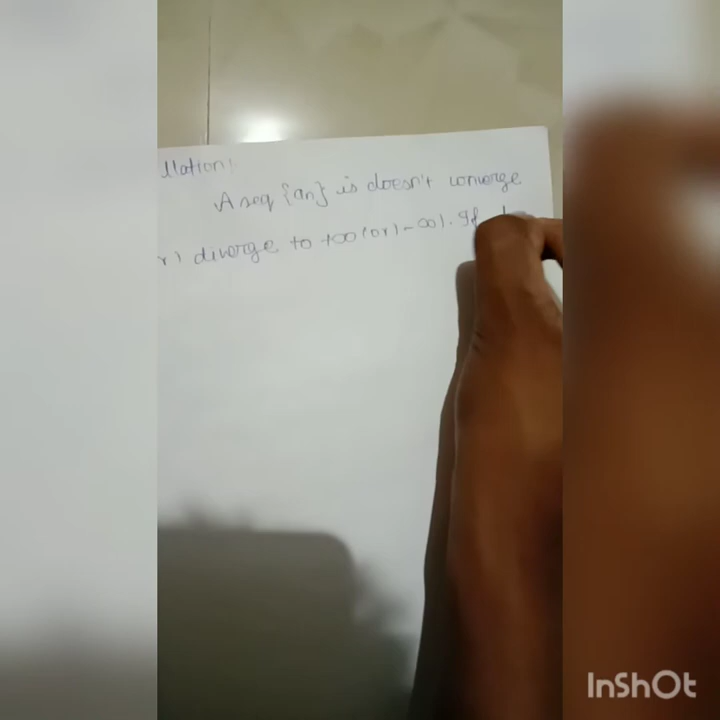 llation!
A seq {an} is doesn't converge
r) diverge to +∞ (or) -∞). If
InShOt